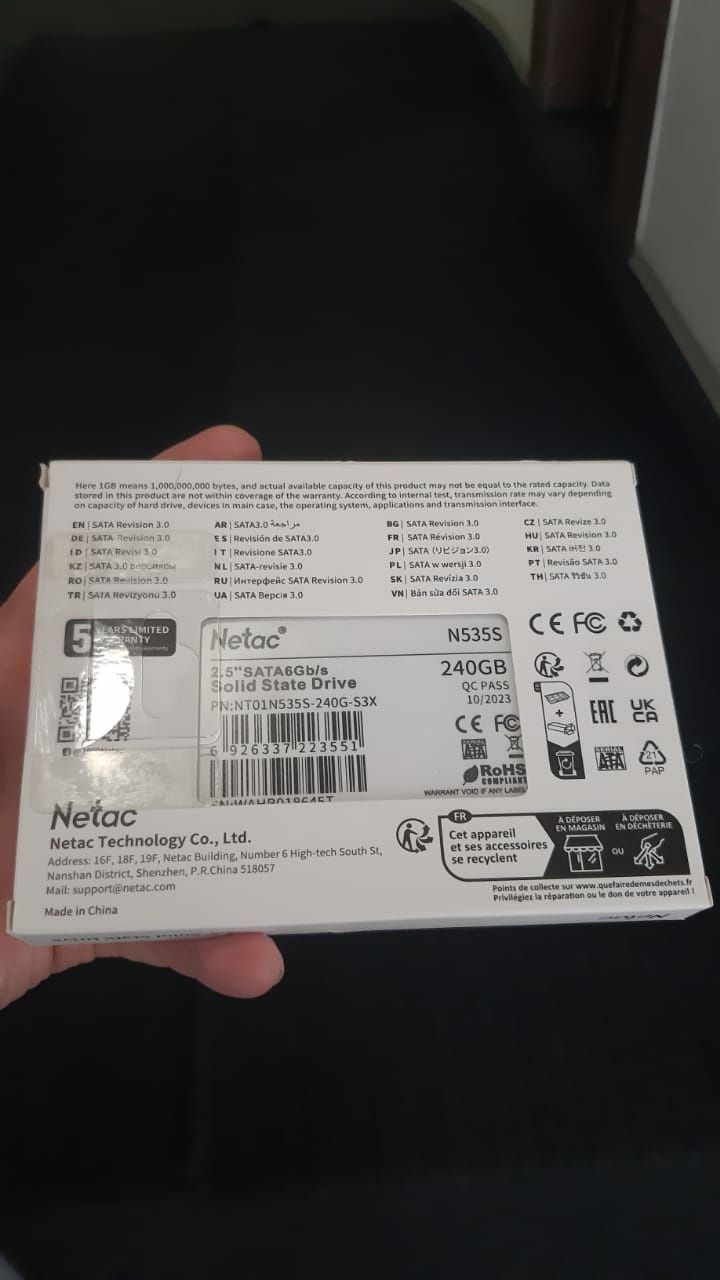 Here 1GB means 1,000,000,000 bytes, and actual available capacity of this product may not be equal to the rated capacity. Data
stored in this product are not within coverage of the warranty. According to internal test, transmission rate may vary depending
on capacity of hard drive, devices in main case, the operating system, applications and transmission interface.
EN | SATA Revision 3.0
DE | SATA-Revision 3.0
ID | SATA Revisi 3.0
KZ | SATA 3.0 версиясы
RO | SATA Revision 3.0
TR | SATA Revizyonu 3.0
AR | SATA3.0 مراجعة
ES | Revisión de SATA3.0
IT | Revisione SATA3.0
NL | SATA-revisie 3.0
RU | Интерфейс SATA Revision 3.0
UA | SATA Версія 3.0
BG | SATA Revision 3.0
FR | SATA Révision 3.0
JP | SATA (リビジョン3.0)
PL | SATA w wersji 3.0
SK | SATA Revízia 3.0
VN | Bản sửa đổi SATA 3.0
CZ | SATA Revize 3.0
HU | SATA Revision 3.0
KR | SATA 버전 3.0
PT | Revisão SATA 3.0
TH | SATA รีวิชัน 3.0
5 YEARS LIMITED
WARRANTY
Netac® N535S
2.5"SATA6Gb/s
Solid State Drive
240GB
QC PASS
10/2023
PN:NT01N535S-240G-S3X
6 926337 223551
CE FC
SERIAL
ATA
RoHS
COMPLIANT
WARRANT VOID IF ANY LABEL
CE FC
FR
+
EAC
UK
CA
SERIAL
ATA
21
PAP
Netac
Netac Technology Co., Ltd.
Address: 16F, 18F, 19F, Netac Building, Number 6 High-tech South St,
Nanshan District, Shenzhen, P.R.China 518057
Mail: support@netac.com
Made in China
FR
Cet appareil
et ses accessoires
se recyclent
À DÉPOSER
EN MAGASIN
OU
À DÉPOSER
EN DÉCHÈTERIE
Points de collecte sur www.quefairedemesdechets.fr
Privilégiez la réparation ou le don de votre appareil !
Netac